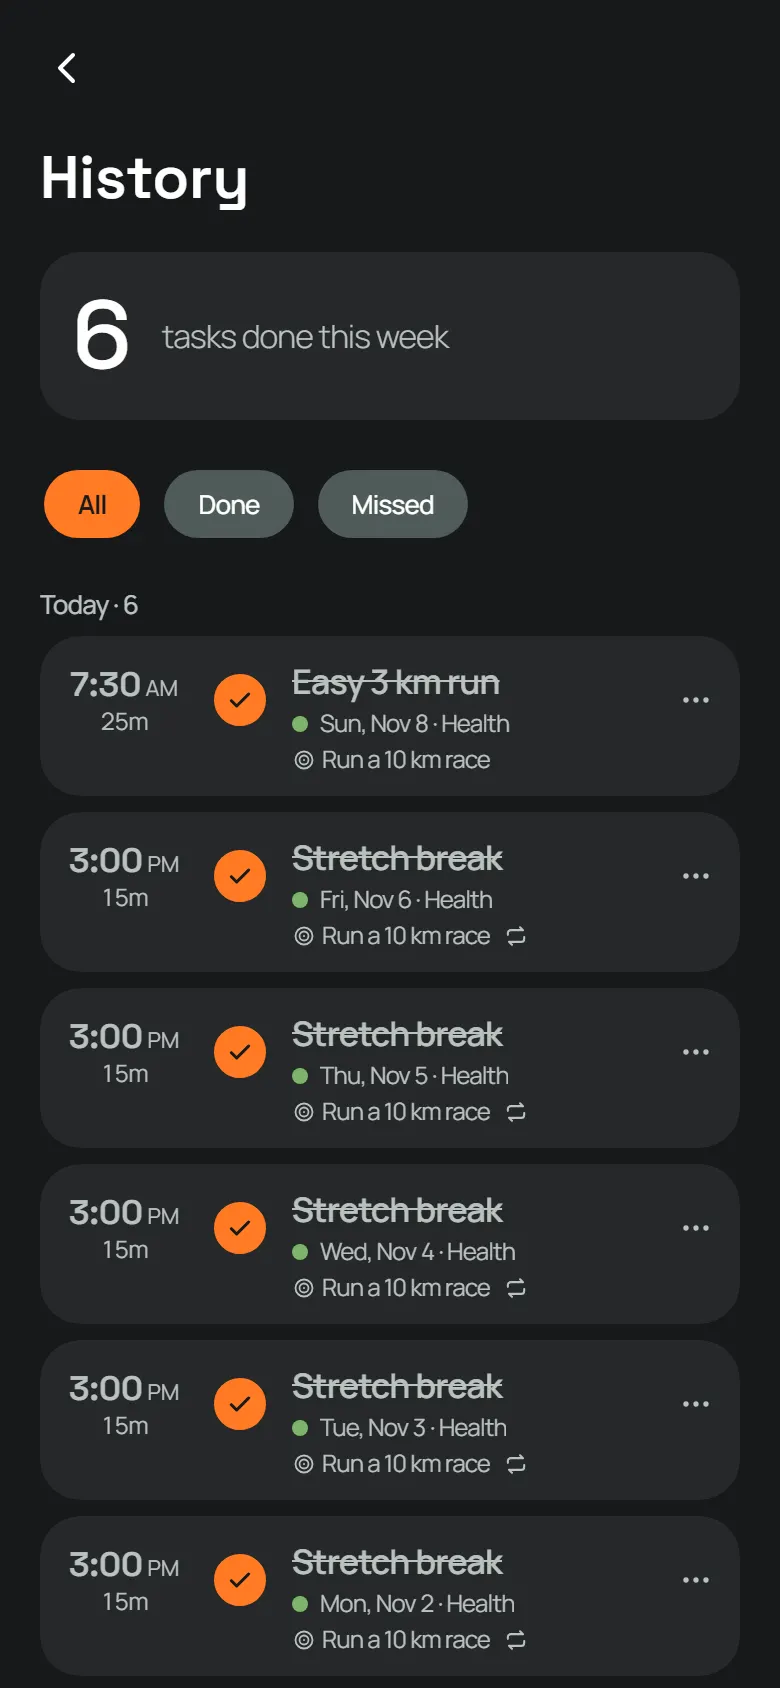 History
6 tasks done this week
All Done Missed
Today · 6
7:30 AM
25m
Easy 3 km run
Sun, Nov 8 · Health
Run a 10 km race
3:00 PM
15m
Stretch break
Fri, Nov 6 · Health
Run a 10 km race
3:00 PM
15m
Stretch break
Thu, Nov 5 · Health
Run a 10 km race
3:00 PM
15m
Stretch break
Wed, Nov 4 · Health
Run a 10 km race
3:00 PM
15m
Stretch break
Tue, Nov 3 · Health
Run a 10 km race
3:00 PM
15m
Stretch break
Mon, Nov 2 · Health
Run a 10 km race